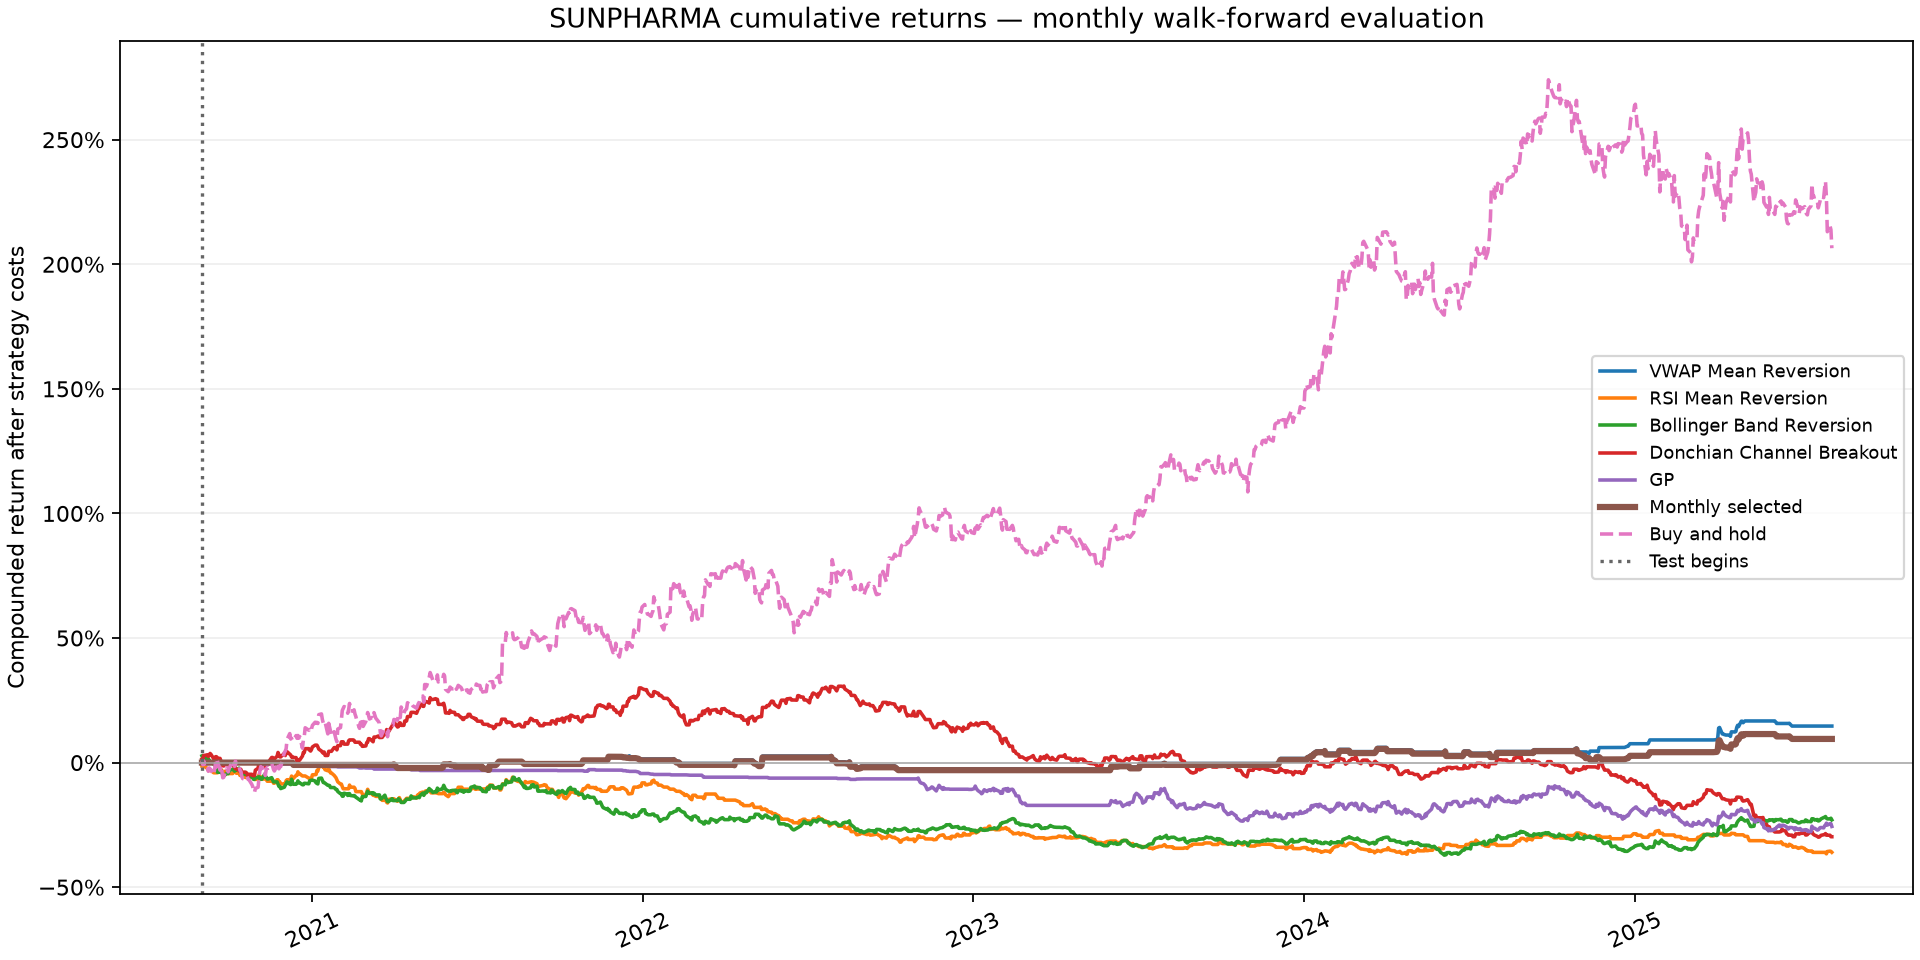 SUNPHARMA cumulative returns — monthly walk-forward evaluation
Compounded return after strategy costs
250%
200%
150%
100%
50%
0%
−50%
VWAP Mean Reversion
RSI Mean Reversion
Bollinger Band Reversion
Donchian Channel Breakout
GP
Monthly selected
Buy and hold
Test begins
2021
2022
2023
2024
2025